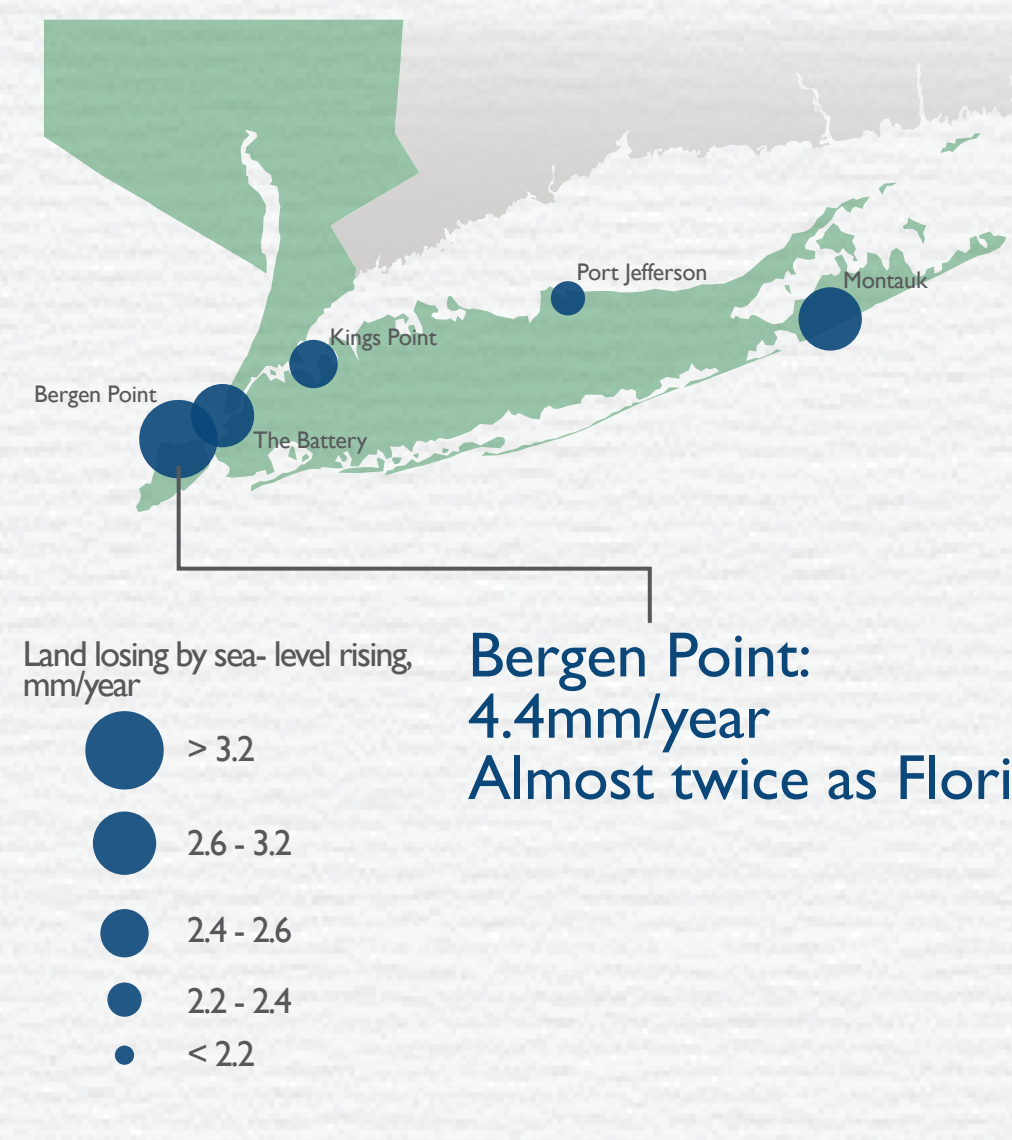 Port Jefferson
Montauk
Kings Point
Bergen Point
The Battery
Land losing by sea- level rising,
mm/year
> 3.2
2.6 - 3.2
2.4 - 2.6
2.2 - 2.4
< 2.2
Bergen Point:
4.4mm/year
Almost twice as Flori